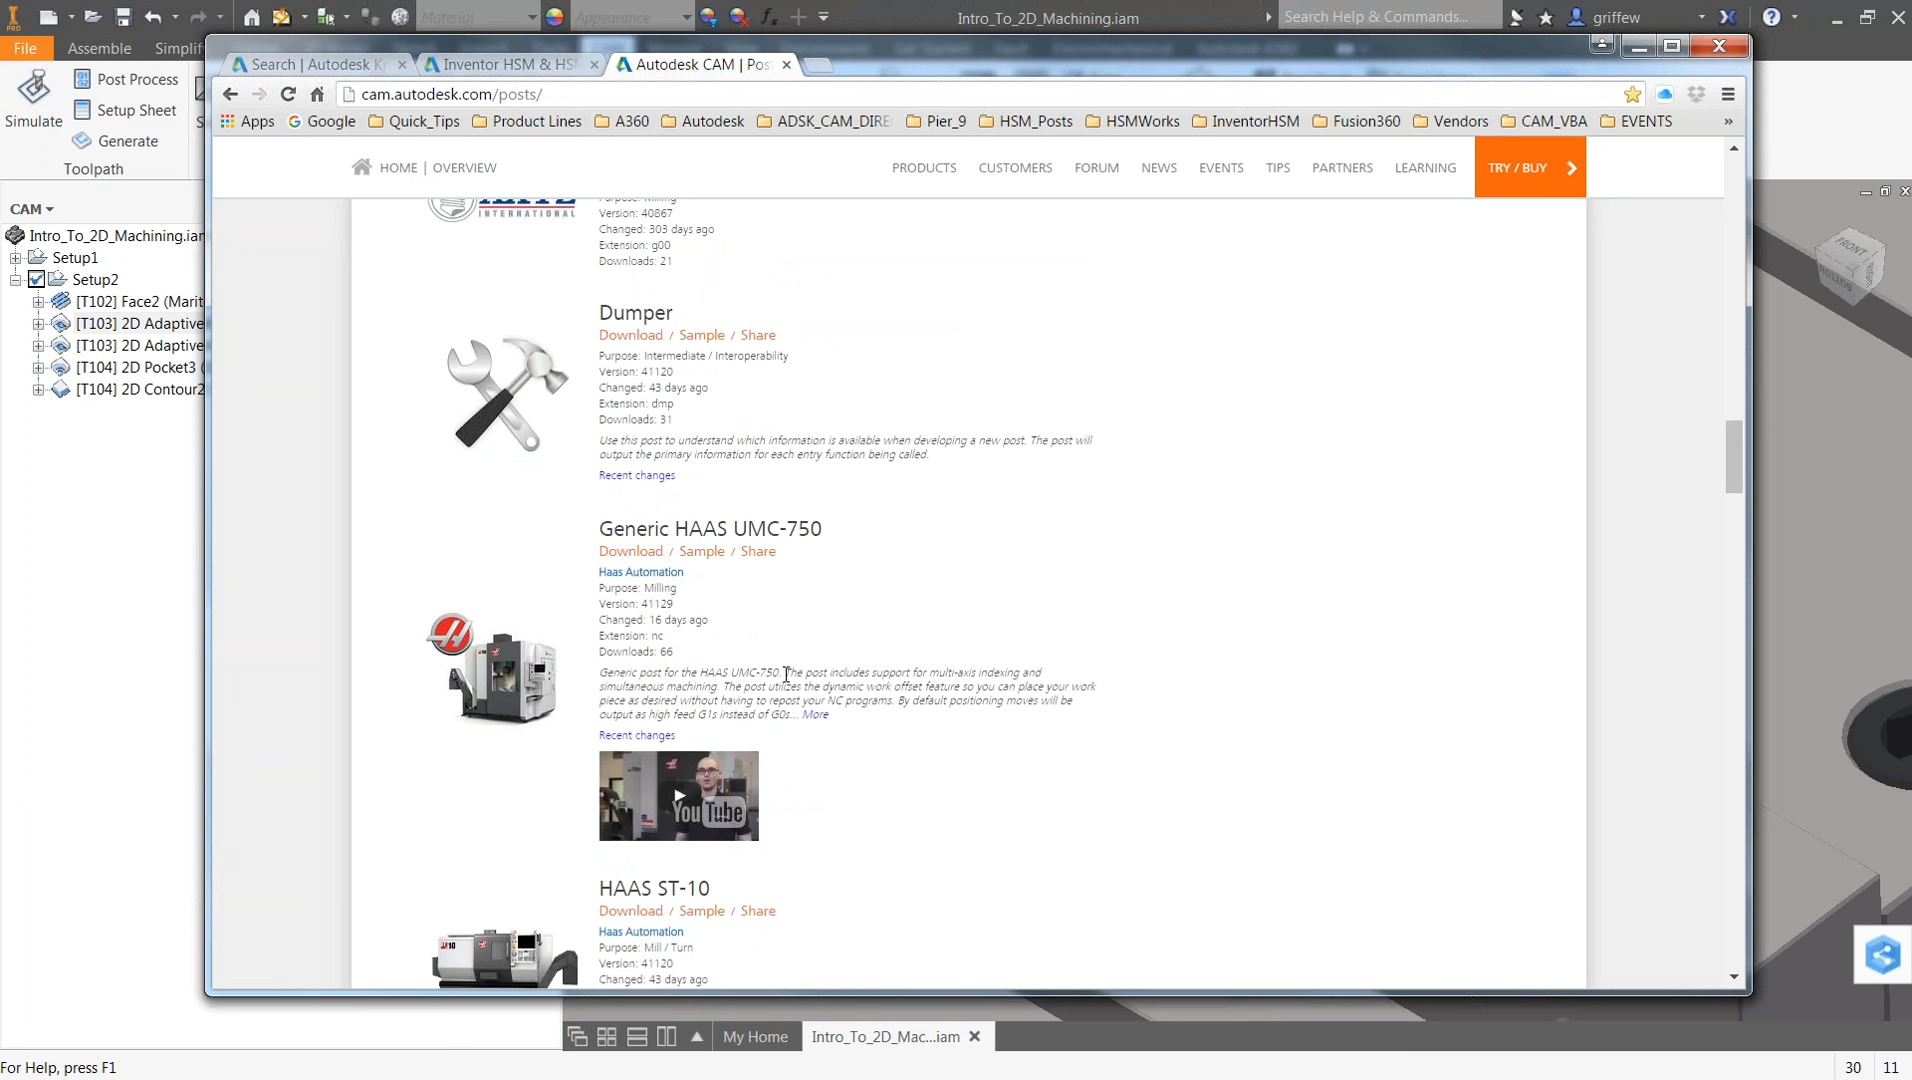 PRO
Material
Appearance
Intro_To_2D_Machining.iam
Search Help & Commands...
griffew
File
Assemble
Simplif
Search | Autodesk Kn
Inventor HSM & HSM
Autodesk CAM | Post
Post Process
Setup Sheet
Generate
Simulate
Toolpath
cam.autodesk.com/posts/
Apps
Google
Quick_Tips
Product Lines
A360
Autodesk
ADSK_CAM_DIRE
Pier_9
HSM_Posts
HSMWorks
InventorHSM
Fusion360
Vendors
CAM_VBA
EVENTS
HOME | OVERVIEW
PRODUCTS
CUSTOMERS
FORUM
NEWS
EVENTS
TIPS
PARTNERS
LEARNING
TRY / BUY
CAM
Intro_To_2D_Machining.iam
Setup1
Setup2
[T102] Face2 (Marit
[T103] 2D Adaptive
[T103] 2D Adaptive
[T104] 2D Pocket3 (
[T104] 2D Contour2
FRONT
BOTTOM
INTERNATIONAL
Purpose: Milling
Version: 40867
Changed: 303 days ago
Extension: g00
Downloads: 21
Dumper
Download / Sample / Share
Purpose: Intermediate / Interoperability
Version: 41120
Changed: 43 days ago
Extension: dmp
Downloads: 31
Use this post to understand which information is available when developing a new post. The post will
output the primary information for each entry function being called.
Recent changes
Generic HAAS UMC-750
Download / Sample / Share
Haas Automation
Purpose: Milling
Version: 41129
Changed: 16 days ago
Extension: nc
Downloads: 66
Generic post for the HAAS UMC-750. The post includes support for multi-axis indexing and
simultaneous machining. The post utilizes the dynamic work offset feature so you can place your work
piece as desired without having to repost your NC programs. By default positioning moves will be
output as high feed G1s instead of G0s... More
Recent changes
YouTube
HAAS ST-10
Download / Sample / Share
Haas Automation
Purpose: Mill / Turn
Version: 41120
Changed: 43 days ago
My Home
Intro_To_2D_Mac...iam
For Help, press F1
30
11